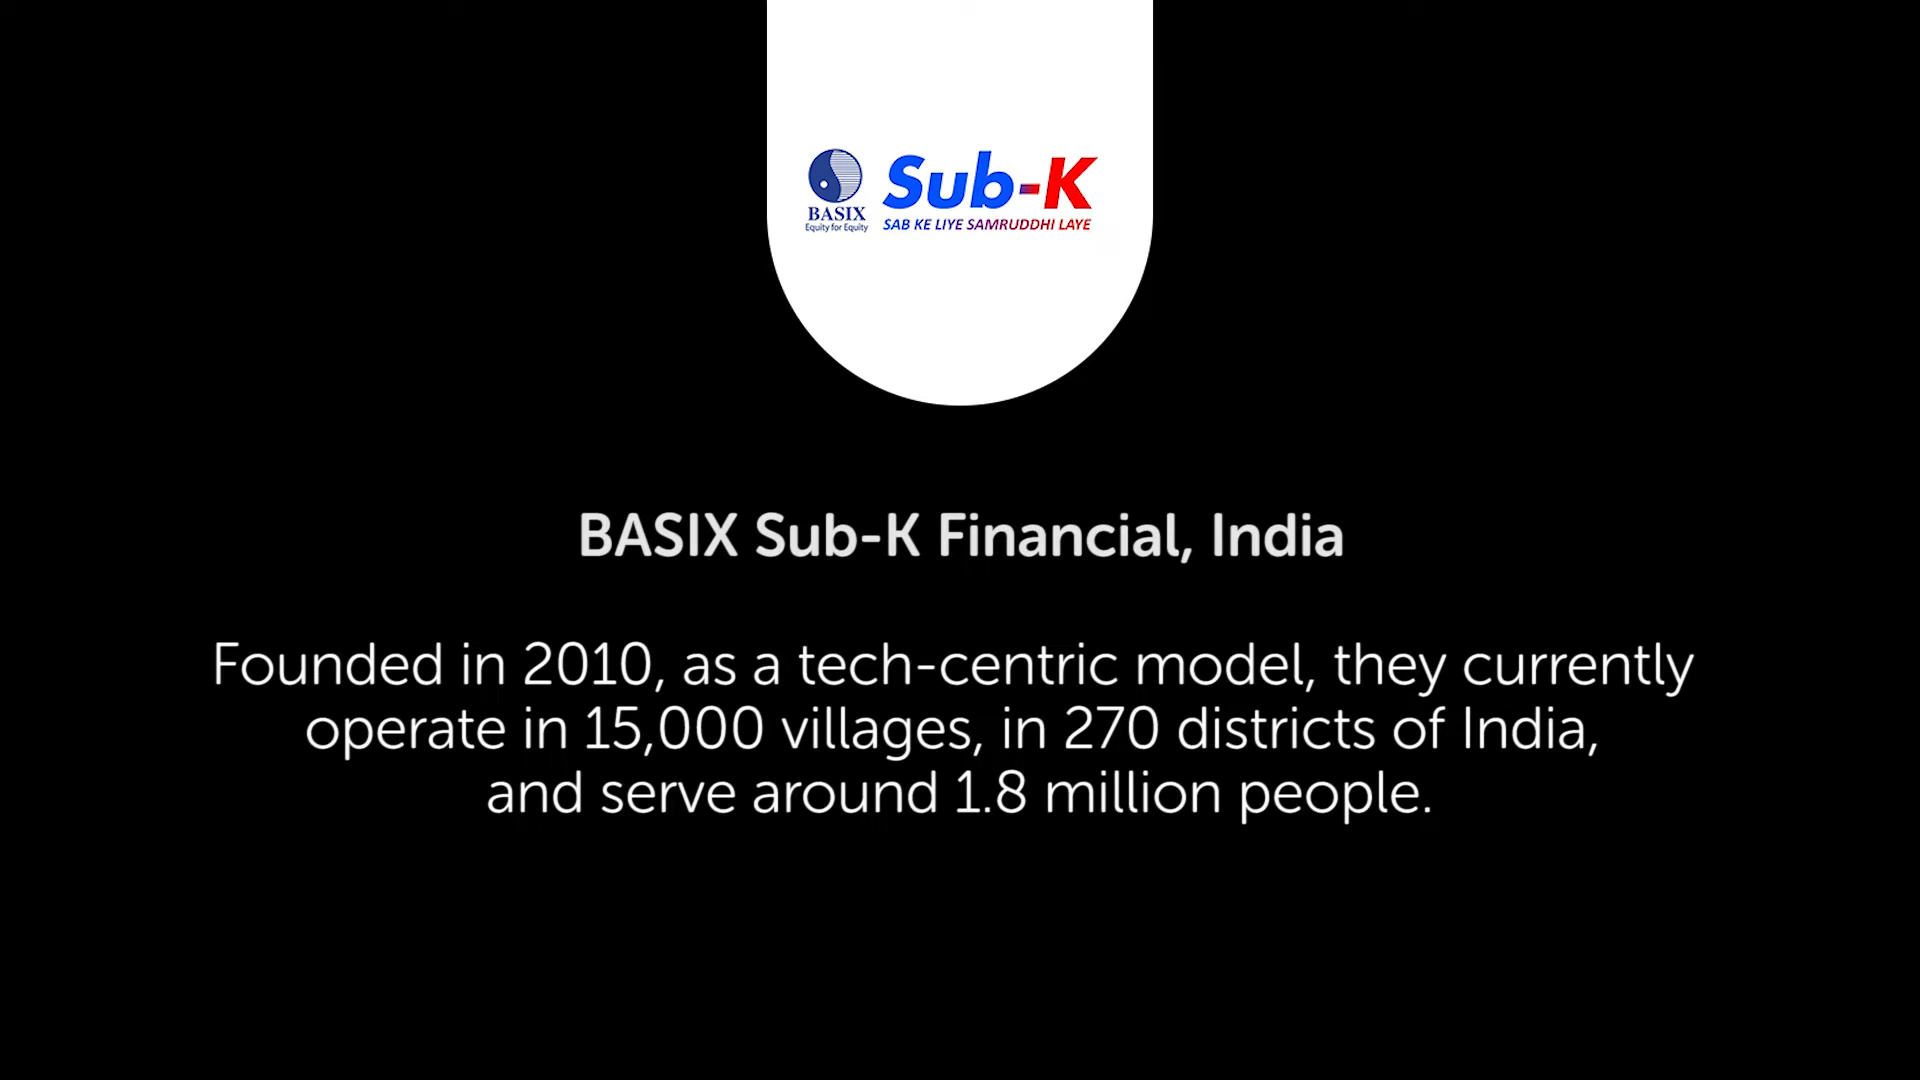 Sub-K
BASIX
Equity for Equity
SAB KE LIYE SAMRUDDHI LAYE
BASIX Sub-K Financial, India
Founded in 2010, as a tech-centric model, they currently
operate in 15,000 villages, in 270 districts of India,
and serve around 1.8 million people.